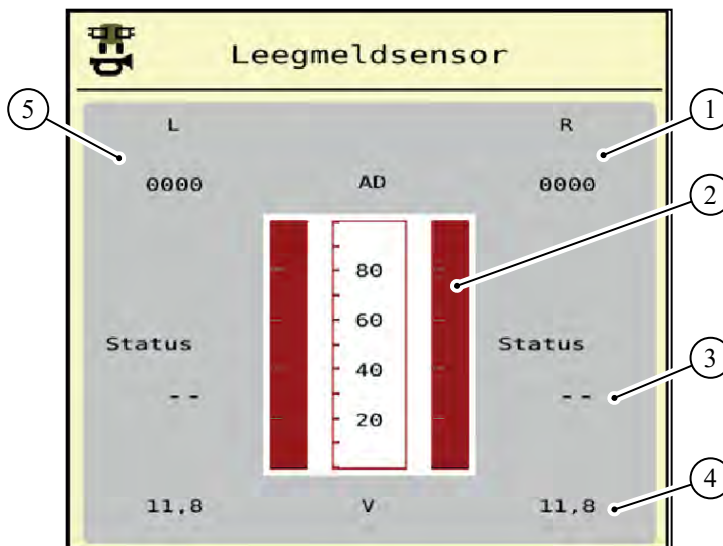 Leegmeldsensor
5
1
L R
0000 AD 0000
2
80
60
Status Status
3
40
-- --
20
4
11,8 V 11,8